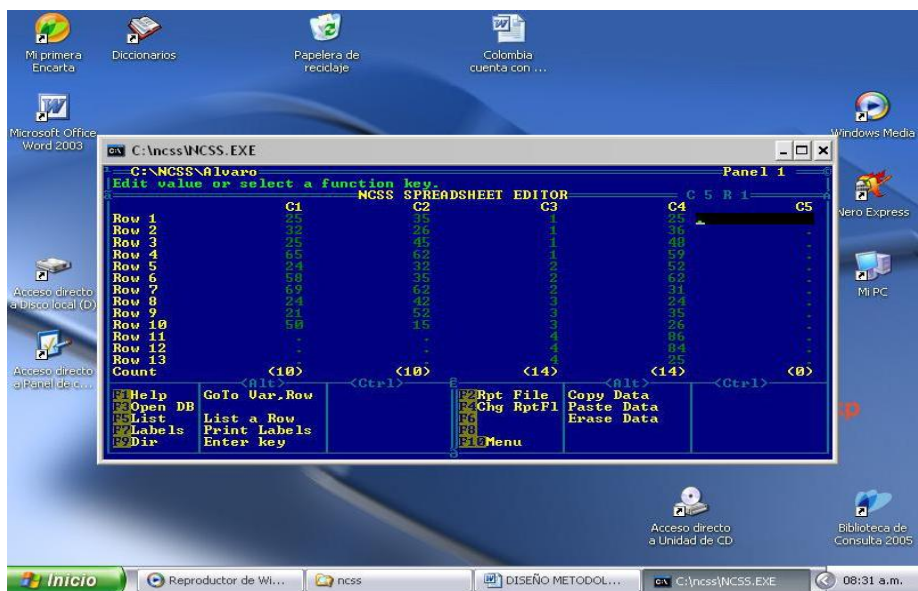 Mi primera
Encarta
Diccionarios
Papelera de
reciclaje
Colombia
cuenta con ...
Microsoft Office
Word 2003
Windows Media
Nero Express
Mi PC
Acceso directo
a Disco local (D)
Acceso directo
a Panel de c...
C:\ncss\NCSS.EXE
C:\NCSS\Alvaro Panel 1
Edit value or select a function key.
NCSS SPREADSHEET EDITOR C 5 R 1
C1 C2 C3 C4 C5
Row 1 25 35 1 25 .
Row 2 32 26 1 36 .
Row 3 25 45 1 48 .
Row 4 65 62 1 59 .
Row 5 24 32 2 52 .
Row 6 58 35 2 62 .
Row 7 69 62 2 31 .
Row 8 24 42 3 24 .
Row 9 21 52 3 35 .
Row 10 50 15 3 26 .
Row 11 . . 4 86 .
Row 12 . . 4 84 .
Row 13 . . 4 25 .
Count (10) (10) (14) (14) (0)
<Alt> <Ctrl> <Alt> <Ctrl>
F1Help GoTo Var,Row F2Rpt File Copy Data
F3Open DB F4Chg RptFl Paste Data
F5List List a Row F6 Erase Data
F7Labels Print Labels F8
F9Dir Enter key F10Menu
xp
Acceso directo
a Unidad de CD
Biblioteca de
Consulta 2005
Inicio
Reproductor de Wi...
ncss
DISEÑO METODOL...
C:\ncss\NCSS.EXE
08:31 a.m.